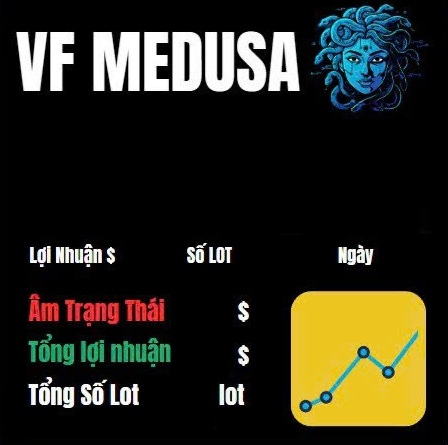 VF MEDUSA
Lợi Nhuận $ Số LOT Ngày
Âm Trạng Thái $
Tổng lợi nhuận $
Tổng Số Lot lot